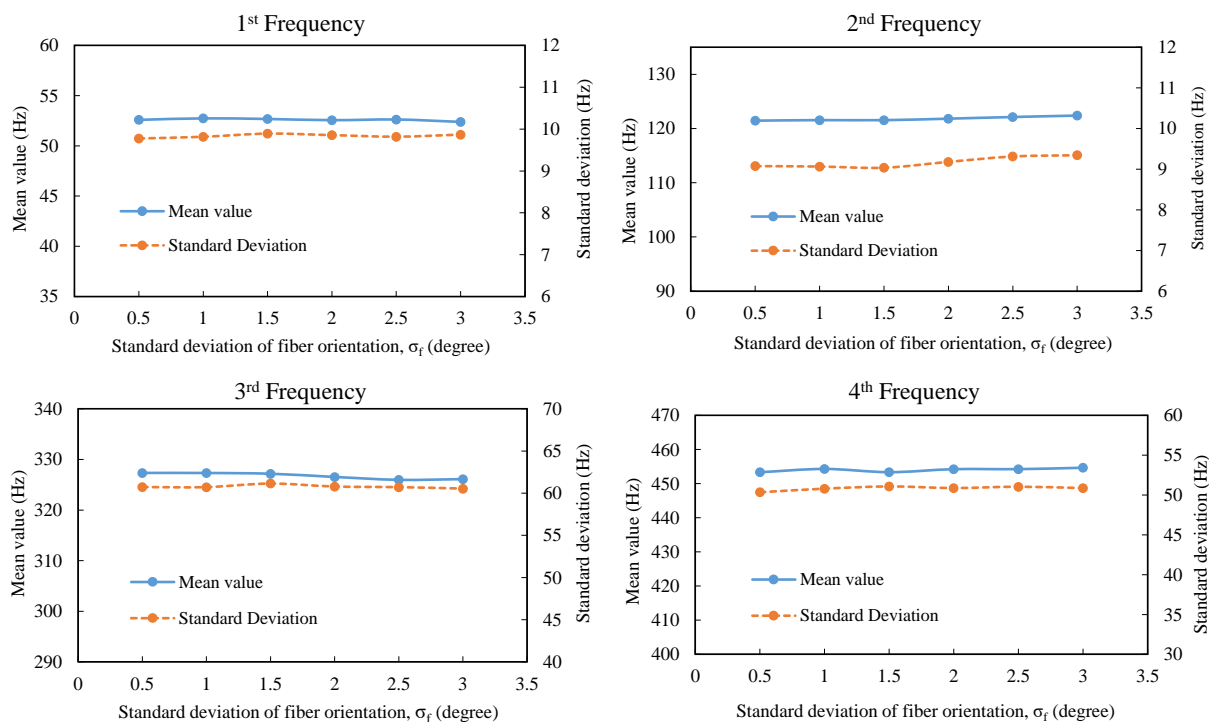 1st Frequency
60
55
50
45
40
35
12
11
10
9
8
7
6
Mean value (Hz)
Standard deviation (Hz)
Mean value
Standard Deviation
0 0.5 1 1.5 2 2.5 3 3.5
Standard deviation of fiber orientation, σf (degree)
2nd Frequency
130
120
110
100
90
12
11
10
9
8
7
6
Mean value (Hz)
Standard deviation (Hz)
Mean value
Standard Deviation
0 0.5 1 1.5 2 2.5 3 3.5
Standard deviation of fiber orientation, σf (degree)
3rd Frequency
340
330
320
310
300
290
70
65
60
55
50
45
40
Mean value (Hz)
Standard deviation (Hz)
Mean value
Standard Deviation
0 0.5 1 1.5 2 2.5 3 3.5
Standard deviation of fiber orientation, σf (degree)
4th Frequency
470
460
450
440
430
420
410
400
60
55
50
45
40
35
30
Mean value (Hz)
Standard deviation (Hz)
Mean value
Standard Deviation
0 0.5 1 1.5 2 2.5 3 3.5
Standard deviation of fiber orientation, σf (degree)